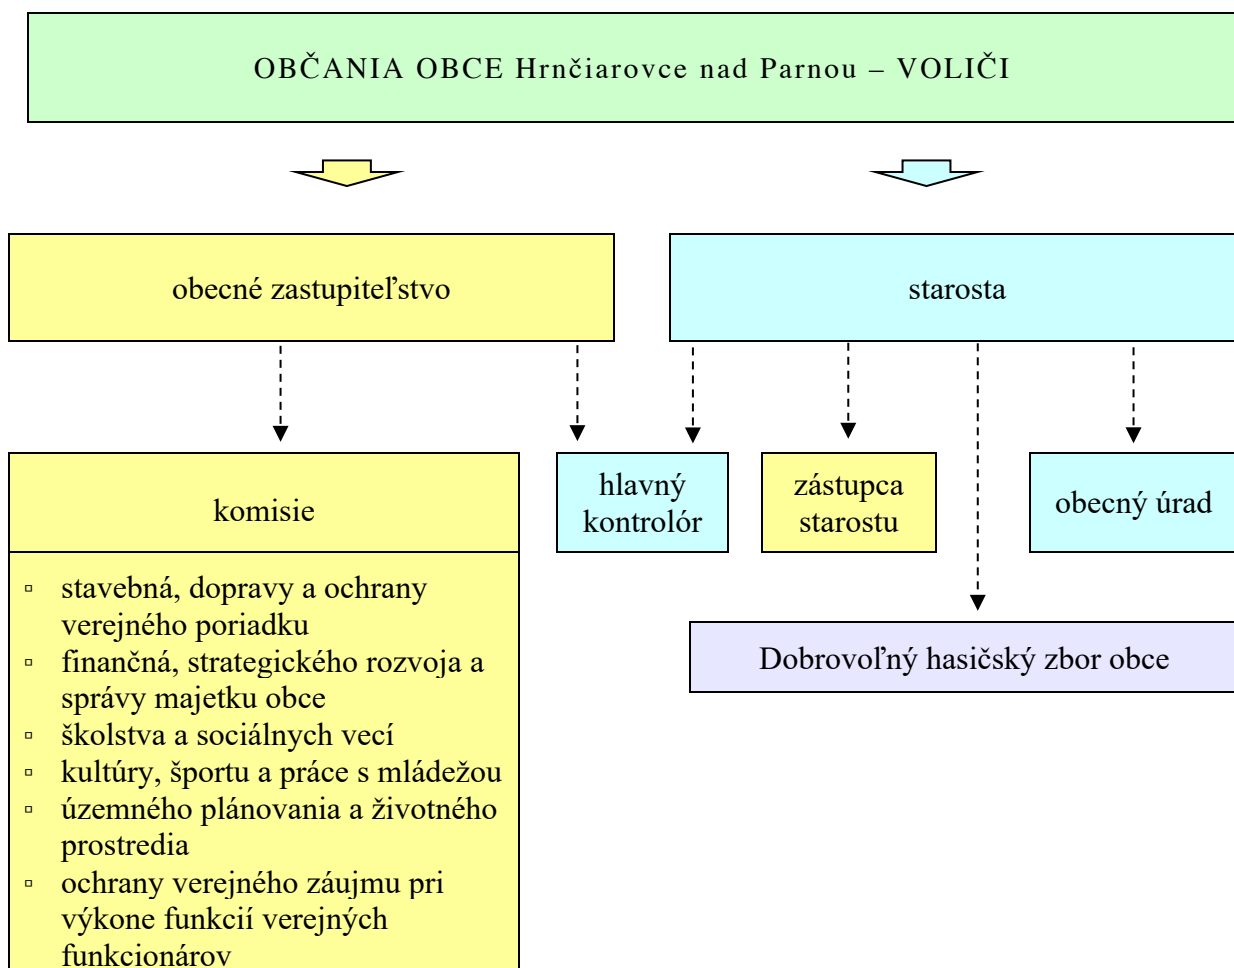 OBČANIA OBCE Hrnčiarovce nad Parnou – VOLIČI
obecné zastupiteľstvo
starosta
komisie
hlavný
kontrolór
zástupca
starostu
obecný úrad
▫ stavebná, dopravy a ochrany
verejného poriadku
▫ finančná, strategického rozvoja a
správy majetku obce
▫ školstva a sociálnych vecí
▫ kultúry, športu a práce s mládežou
▫ územného plánovania a životného
prostredia
▫ ochrany verejného záujmu pri
výkone funkcií verejných
funkcionárov
Dobrovoľný hasičský zbor obce